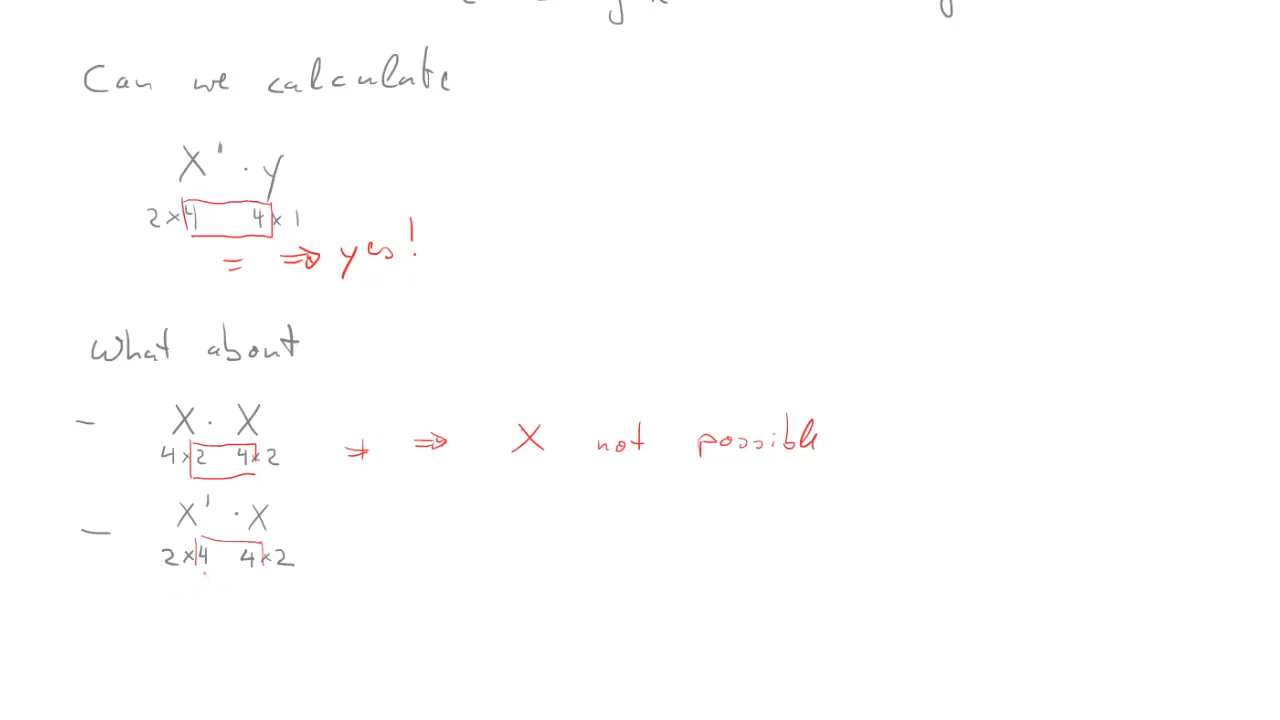 Can we calculate
X' · y
2×4 4×1
= ⇒ yes!
What about
- X · X
4×2 4×2 ≠ ⇒ X not possible
- X' · X
2×4 4×2